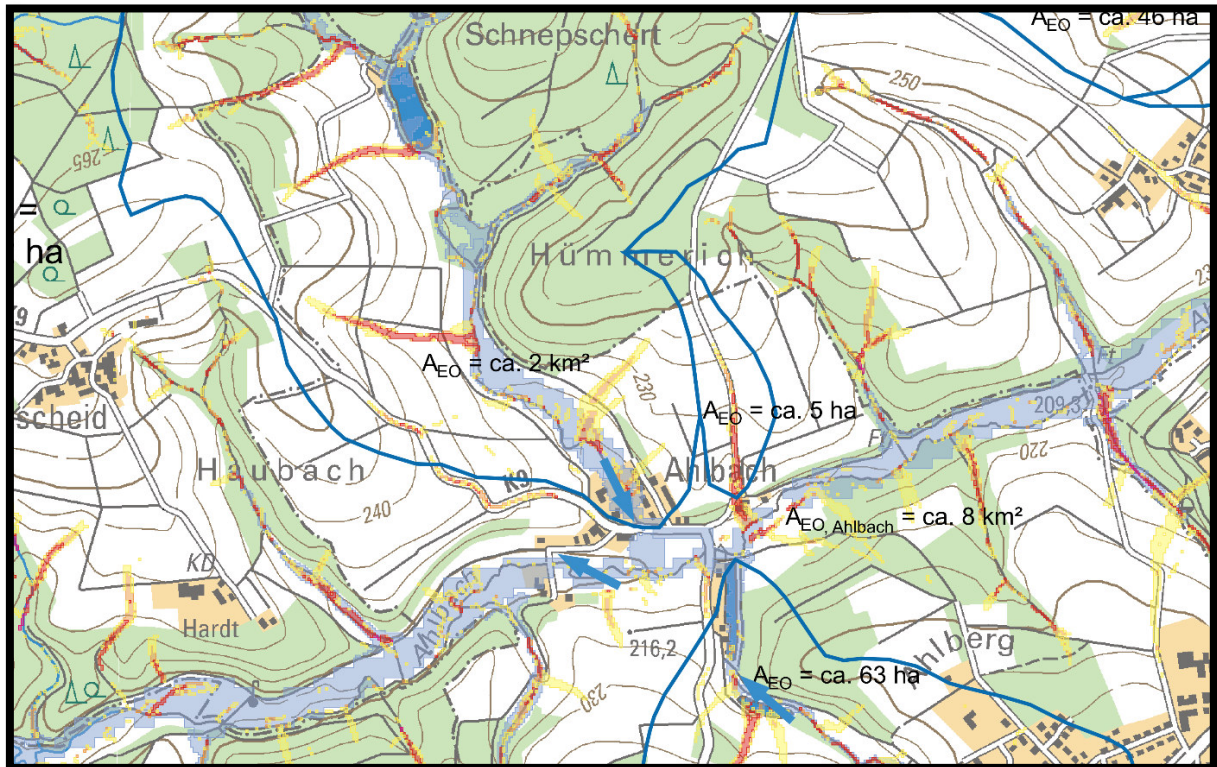 A_EO = ca. 46 ha
Schnepschert
250
265
=
ha
Hümmerich
K9
A_EO = ca. 2 km²
230
A_EO = ca. 5 ha
209,3
Ft
scheid
Haubach
K9
Ahlbach
220
240
A_EO, Ahlbach = ca. 8 km²
KD
Hardt
Ahlbach
216,2
Ahlberg
A_EO = ca. 63 ha
230